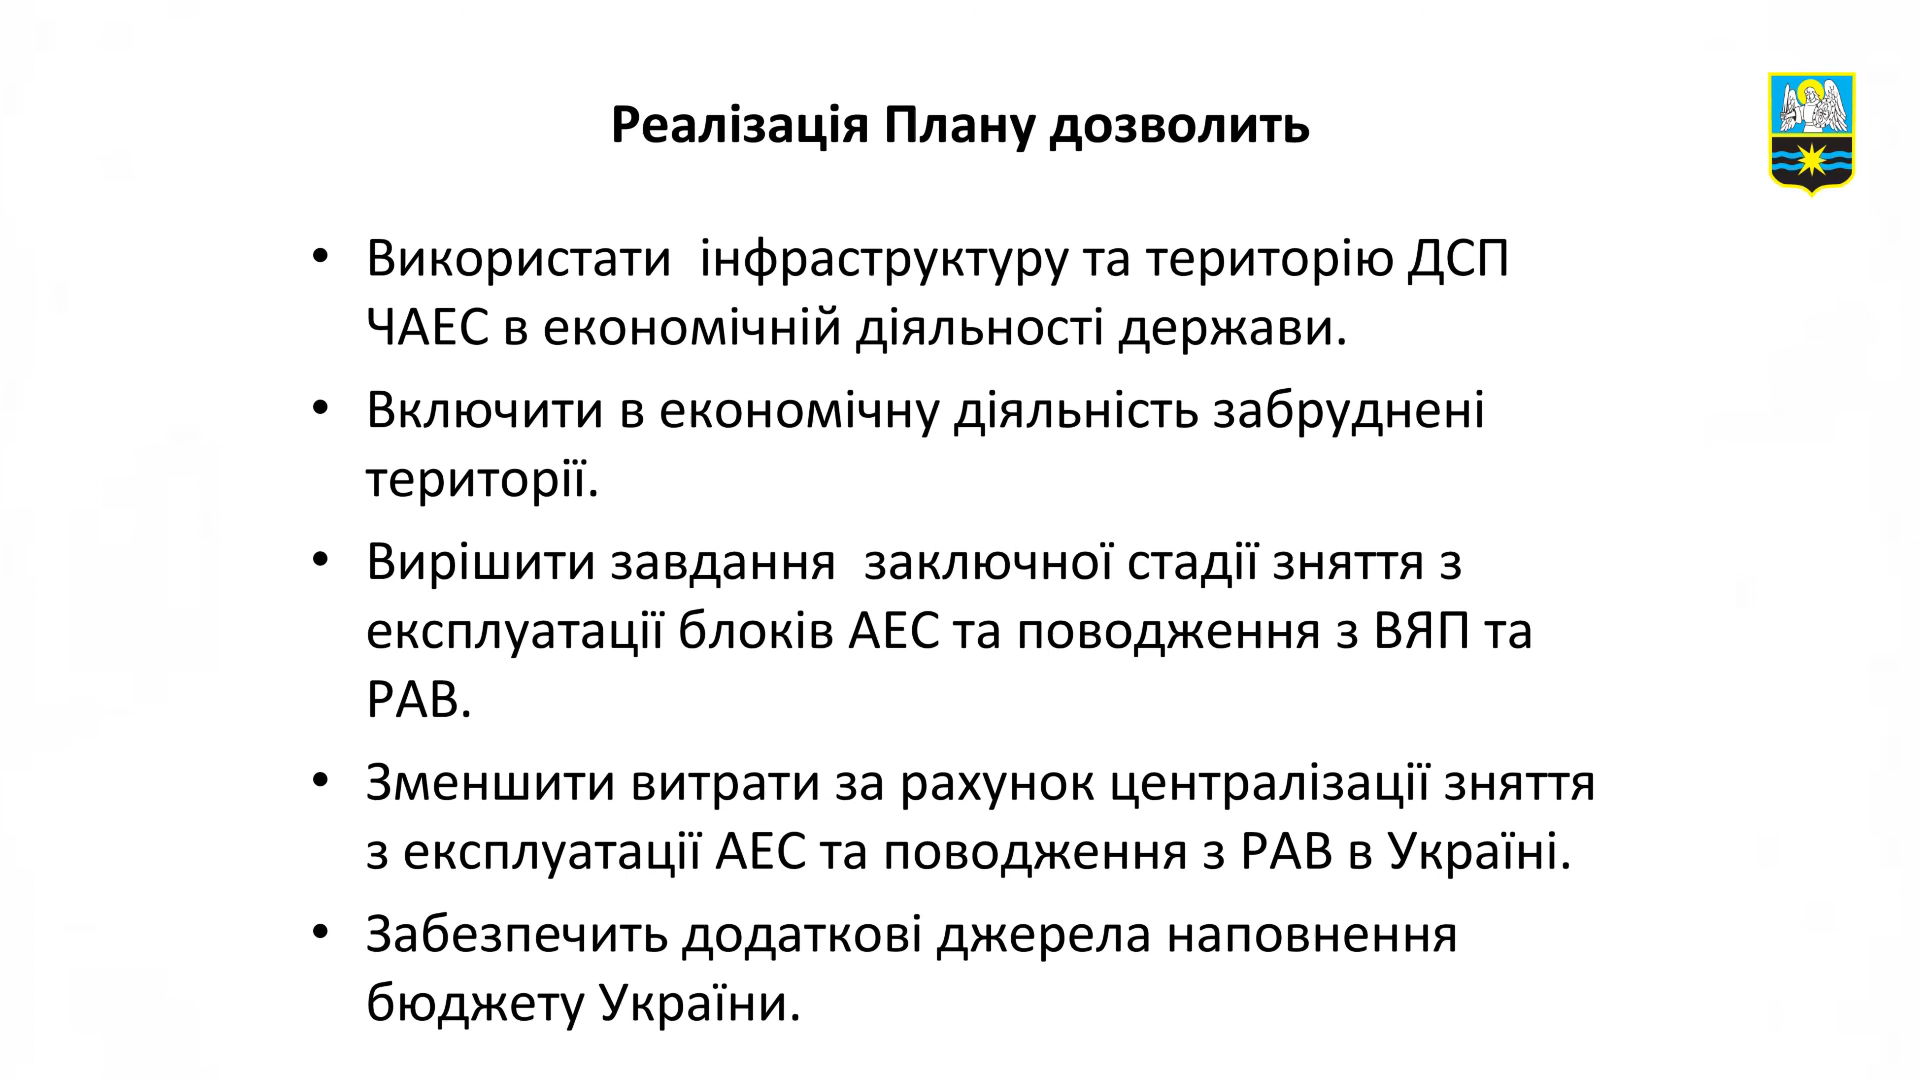 Реалізація Плану дозволить
• Використати  інфраструктуру та територію ДСП
ЧАЕС в економічній діяльності держави.
• Включити в економічну діяльність забруднені
території.
• Вирішити завдання  заключної стадії зняття з
експлуатації блоків АЕС та поводження з ВЯП та
РАВ.
• Зменшити витрати за рахунок централізації зняття
з експлуатації АЕС та поводження з РАВ в Україні.
• Забезпечить додаткові джерела наповнення
бюджету України.